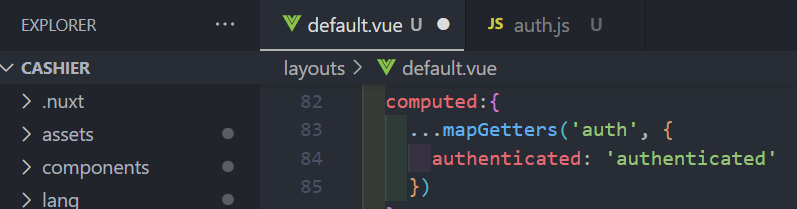 EXPLORER ...
default.vue U
JS auth.js U
CASHIER
layouts > default.vue
.nuxt
assets
components
lang
82 computed:{
83 ...mapGetters('auth', {
84 authenticated: 'authenticated'
85 })